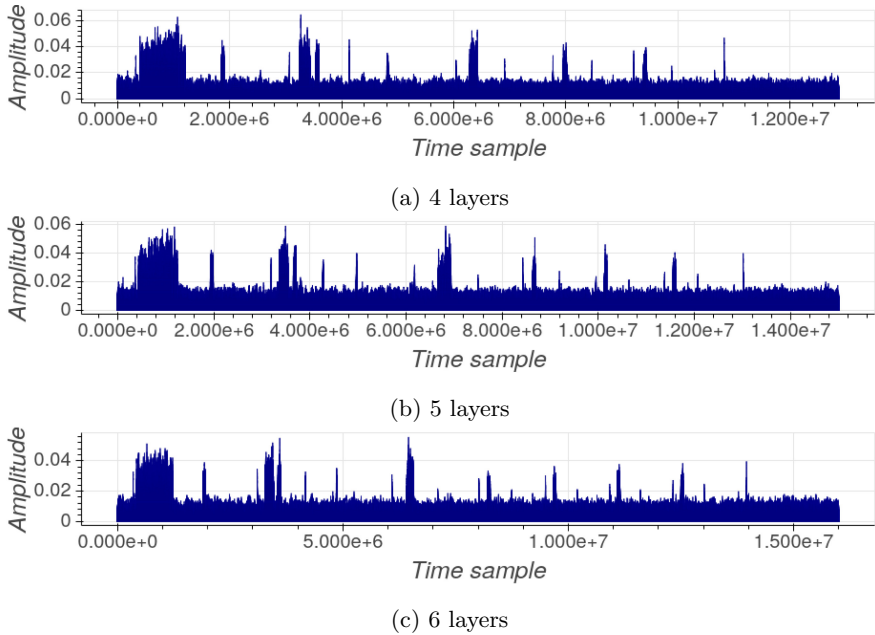 Amplitude
0.06
0.04
0.02
0
0.000e+0 2.000e+6 4.000e+6 6.000e+6 8.000e+6 1.000e+7 1.200e+7
Time sample
(a) 4 layers
Amplitude
0.06
0.04
0.02
0
0.000e+0 2.000e+6 4.000e+6 6.000e+6 8.000e+6 1.000e+7 1.200e+7 1.400e+7
Time sample
(b) 5 layers
Amplitude
0.04
0.02
0
0.000e+0 5.000e+6 1.000e+7 1.500e+7
Time sample
(c) 6 layers